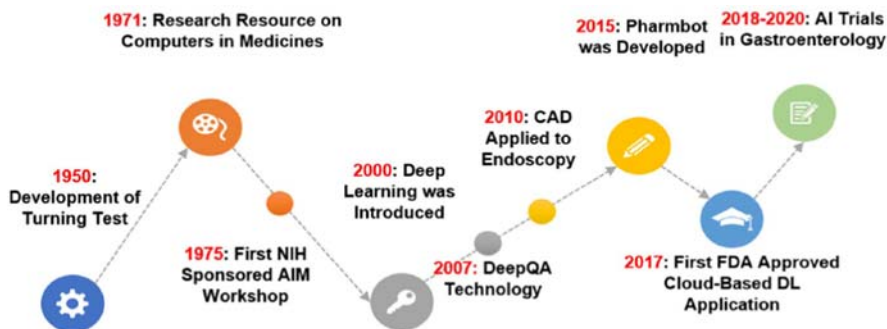 1950:
Development of
Turning Test
1971: Research Resource on
Computers in Medicines
1975: First NIH
Sponsored AIM
Workshop
2000: Deep
Learning was
Introduced
2007: DeepQA
Technology
2010: CAD
Applied to
Endoscopy
2015: Pharmbot
was Developed
2017: First FDA Approved
Cloud-Based DL
Application
2018-2020: AI Trials
in Gastroenterology